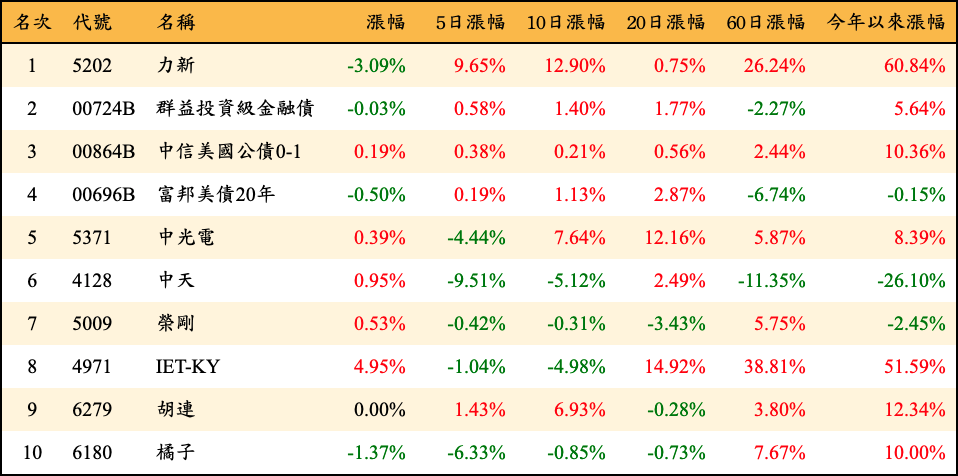 名次 代號 名稱 漲幅 5日漲幅 10日漲幅 20日漲幅 60日漲幅 今年以來漲幅
1 5202 力新 -3.09% 9.65% 12.90% 0.75% 26.24% 60.84%
2 00724B 群益投資級金融債 -0.03% 0.58% 1.40% 1.77% -2.27% 5.64%
3 00864B 中信美國公債0-1 0.19% 0.38% 0.21% 0.56% 2.44% 10.36%
4 00696B 富邦美債20年 -0.50% 0.19% 1.13% 2.87% -6.74% -0.15%
5 5371 中光電 0.39% -4.44% 7.64% 12.16% 5.87% 8.39%
6 4128 中天 0.95% -9.51% -5.12% 2.49% -11.35% -26.10%
7 5009 榮剛 0.53% -0.42% -0.31% -3.43% 5.75% -2.45%
8 4971 IET-KY 4.95% -1.04% -4.98% 14.92% 38.81% 51.59%
9 6279 胡連 0.00% 1.43% 6.93% -0.28% 3.80% 12.34%
10 6180 橘子 -1.37% -6.33% -0.85% -0.73% 7.67% 10.00%